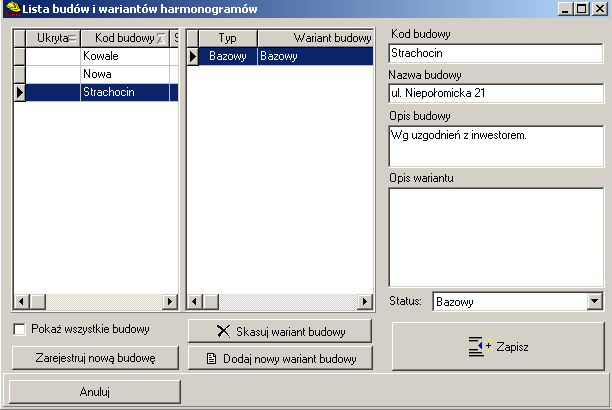 Lista budów i wariantów harmonogramów
Ukryta Kod budowy S
Kowale
Nowa
Strachocin
Typ Wariant budowy
Bazowy Bazowy
Kod budowy
Strachocin
Nazwa budowy
ul. Niepołomicka 21
Opis budowy
Wg uzgodnień z inwestorem.
Opis wariantu
Status: Bazowy
Pokaż wszystkie budowy
Zarejestruj nową budowę
Skasuj wariant budowy
Dodaj nowy wariant budowy
Zapisz
Anuluj